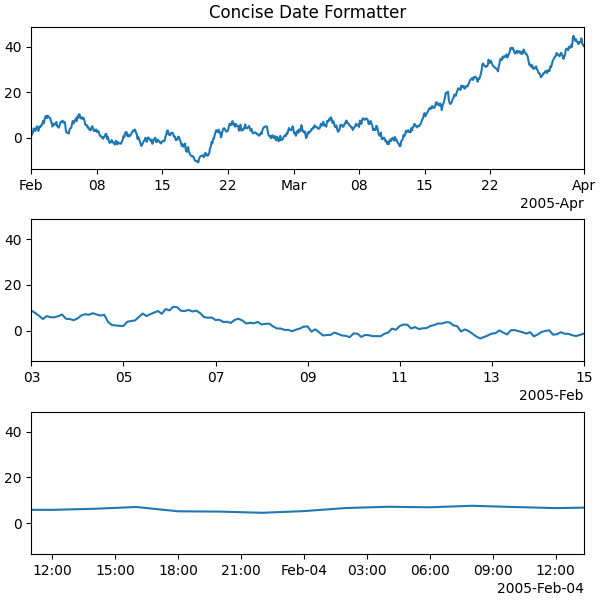 Concise Date Formatter
40
20
0
Feb 08 15 22 Mar 08 15 22 Apr
2005-Apr
40
20
0
03 05 07 09 11 13 15
2005-Feb
40
20
0
12:00 15:00 18:00 21:00 Feb-04 03:00 06:00 09:00 12:00
2005-Feb-04